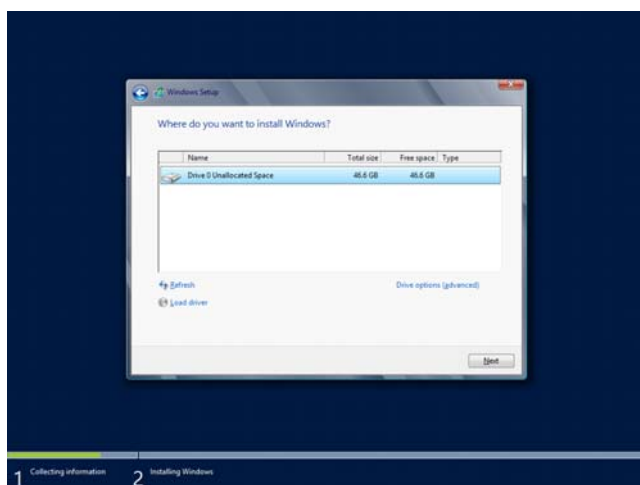 Windows Setup
Where do you want to install Windows?
Name Total size Free space Type
Drive 0 Unallocated Space 46.6 GB 46.6 GB
Refresh Drive options (advanced)
Load driver
Next
1 Collecting information 2 Installing Windows